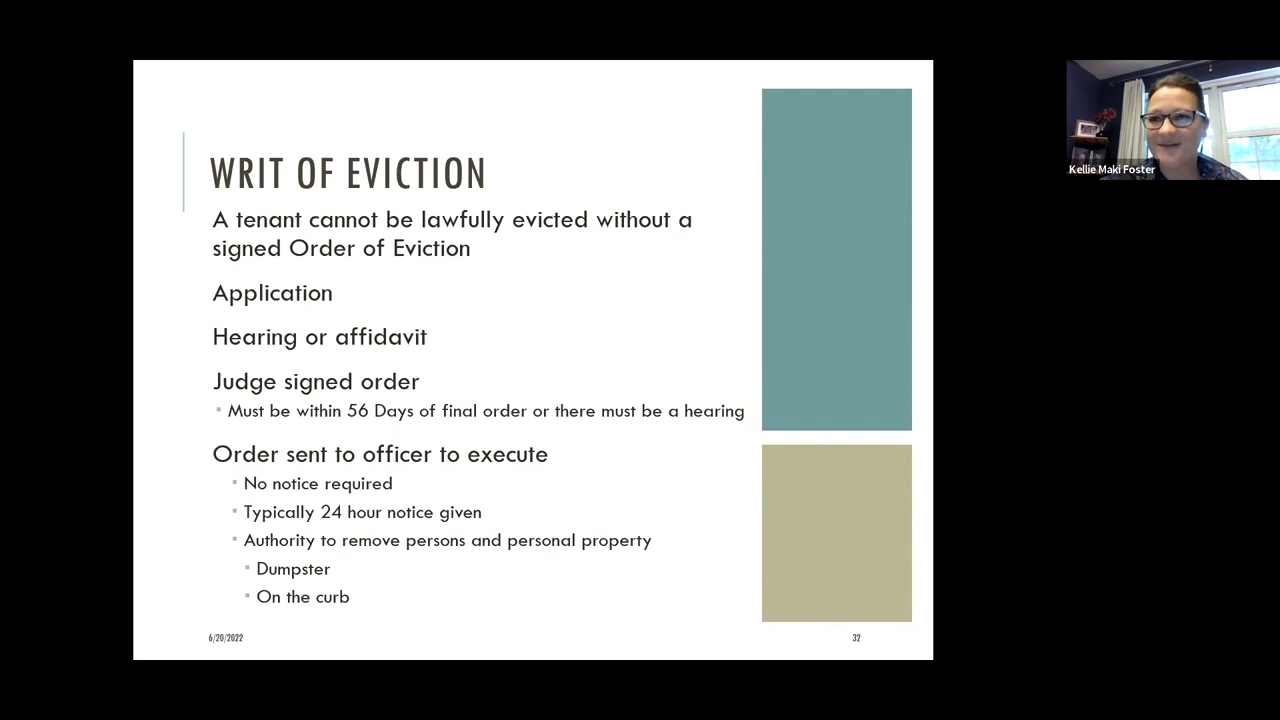 WRIT OF EVICTION
A tenant cannot be lawfully evicted without a
signed Order of Eviction
Application
Hearing or affidavit
Judge signed order
▪ Must be within 56 Days of final order or there must be a hearing
Order sent to officer to execute
▪ No notice required
▪ Typically 24 hour notice given
▪ Authority to remove persons and personal property
▪ Dumpster
▪ On the curb
6/20/2022
32
Kellie Maki Foster